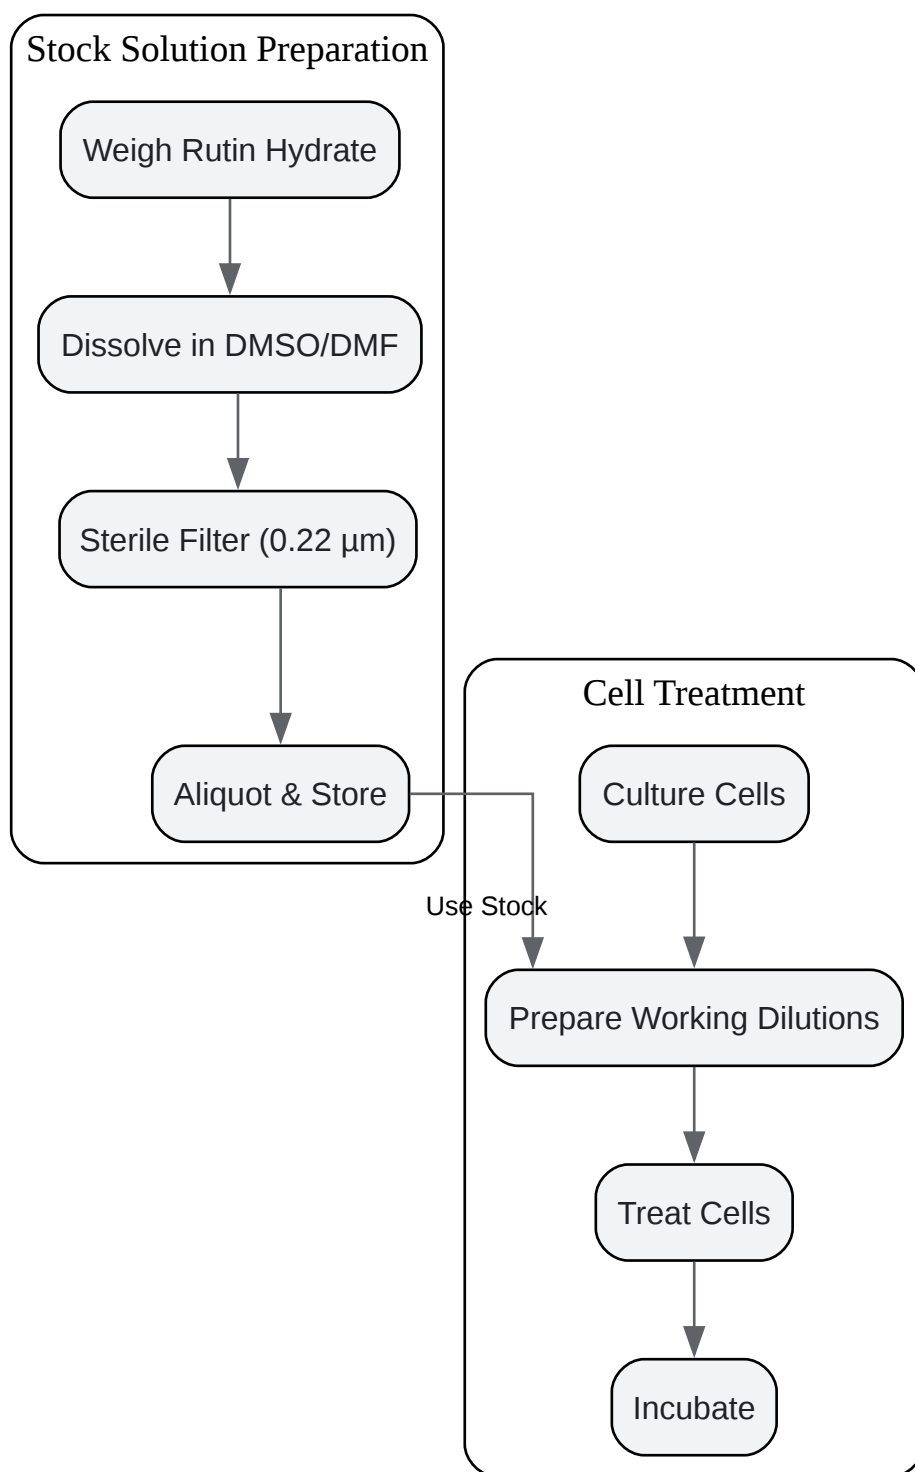 Stock Solution Preparation
Weigh Rutin Hydrate
Dissolve in DMSO/DMF
Sterile Filter (0.22 µm)
Aliquot & Store
Use Stock
Cell Treatment
Culture Cells
Prepare Working Dilutions
Treat Cells
Incubate